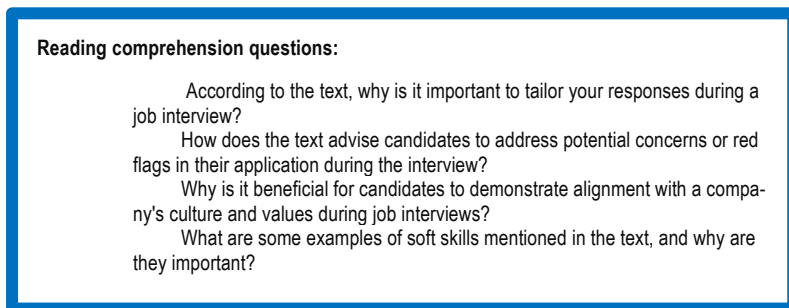 Reading comprehension questions:
According to the text, why is it important to tailor your responses during a
job interview?
How does the text advise candidates to address potential concerns or red
flags in their application during the interview?
Why is it beneficial for candidates to demonstrate alignment with a compa-
ny's culture and values during job interviews?
What are some examples of soft skills mentioned in the text, and why are
they important?